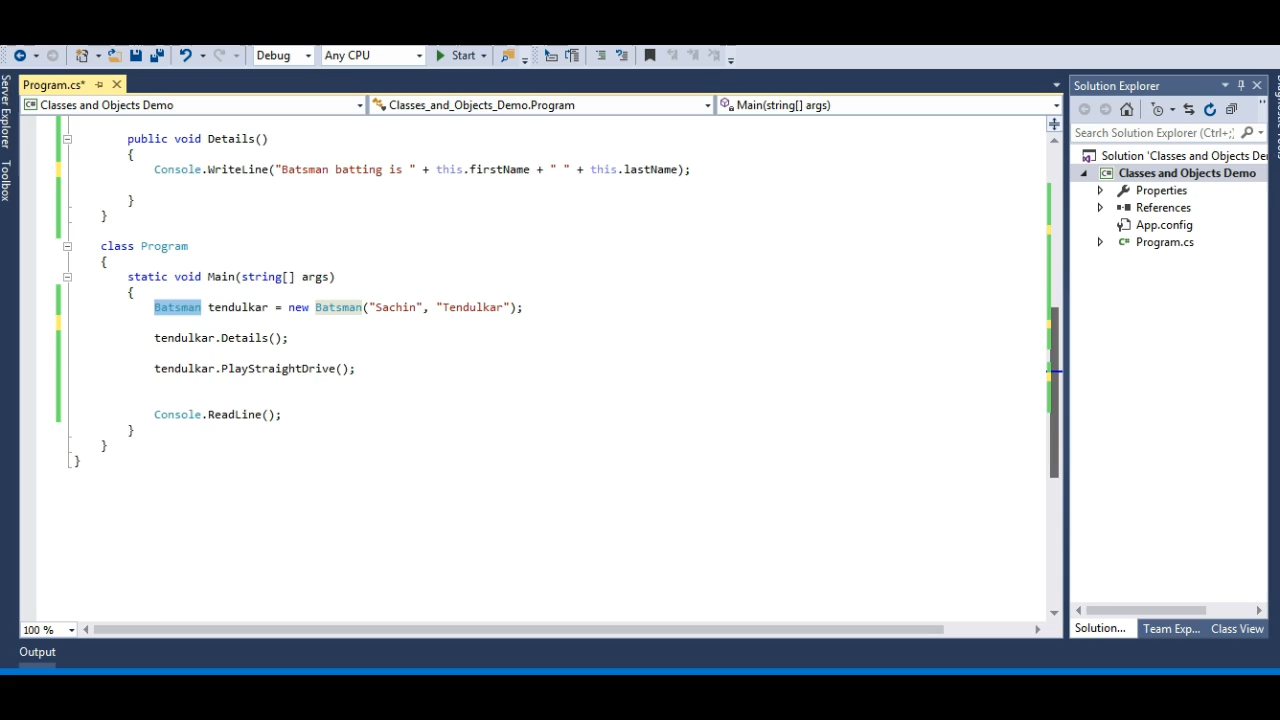 Debug Any CPU Start
Program.cs*
Classes and Objects Demo Classes_and_Objects_Demo.Program Main(string[] args)
public void Details()
{
Console.WriteLine("Batsman batting is " + this.firstName + " " + this.lastName);
}
}
class Program
{
static void Main(string[] args)
{
Batsman tendulkar = new Batsman("Sachin", "Tendulkar");
tendulkar.Details();
tendulkar.PlayStraightDrive();
Console.ReadLine();
}
}
}
100 %
Output
Server Explorer
Toolbox
Solution Explorer
Search Solution Explorer (Ctrl+;)
Solution 'Classes and Objects De
Classes and Objects Demo
Properties
References
App.config
Program.cs
Solution... Team Exp... Class View